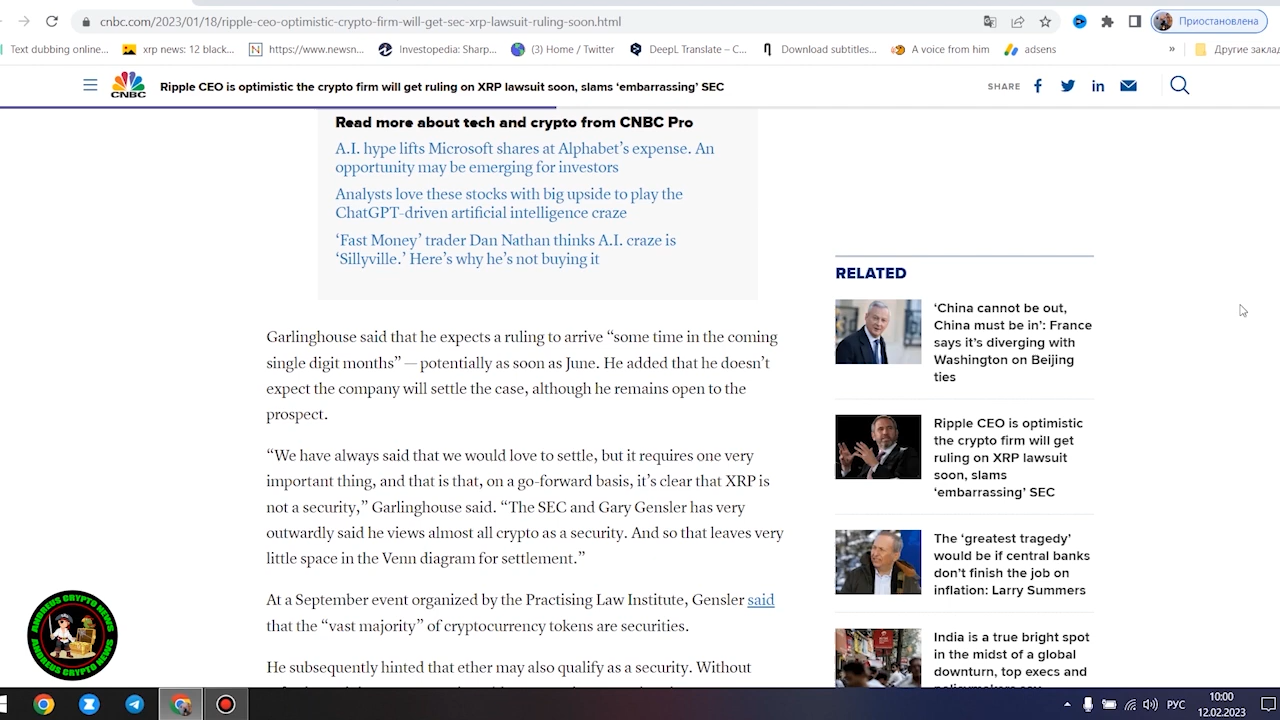 cnbc.com/2023/01/18/ripple-ceo-optimistic-crypto-firm-will-get-sec-xrp-lawsuit-ruling-soon.html
Приостановлена
Text dubbing online...
xrp news: 12 black...
https://www.newsn...
Investopedia: Sharp...
(3) Home / Twitter
DeepL Translate – C...
Download subtitles...
A voice from him
adsens
»
Другие заклад
CNBC
Ripple CEO is optimistic the crypto firm will get ruling on XRP lawsuit soon, slams ‘embarrassing’ SEC
SHARE
Read more about tech and crypto from CNBC Pro
A.I. hype lifts Microsoft shares at Alphabet’s expense. An
opportunity may be emerging for investors
Analysts love these stocks with big upside to play the
ChatGPT-driven artificial intelligence craze
‘Fast Money’ trader Dan Nathan thinks A.I. craze is
‘Sillyville.’ Here’s why he’s not buying it
Garlinghouse said that he expects a ruling to arrive “some time in the coming
single digit months” — potentially as soon as June. He added that he doesn’t
expect the company will settle the case, although he remains open to the
prospect.
“We have always said that we would love to settle, but it requires one very
important thing, and that is that, on a go-forward basis, it’s clear that XRP is
not a security,” Garlinghouse said. “The SEC and Gary Gensler has very
outwardly said he views almost all crypto as a security. And so that leaves very
little space in the Venn diagram for settlement.”
At a September event organized by the Practising Law Institute, Gensler said
that the “vast majority” of cryptocurrency tokens are securities.
He subsequently hinted that ether may also qualify as a security. Without
RELATED
‘China cannot be out,
China must be in’: France
says it’s diverging with
Washington on Beijing
ties
Ripple CEO is optimistic
the crypto firm will get
ruling on XRP lawsuit
soon, slams
‘embarrassing’ SEC
The ‘greatest tragedy’
would be if central banks
don’t finish the job on
inflation: Larry Summers
India is a true bright spot
in the midst of a global
downturn, top execs and
ANDREUS CRYPTO NEWS
ANDREUS CRYPTO NEWS
РУС
10:00
12.02.2023